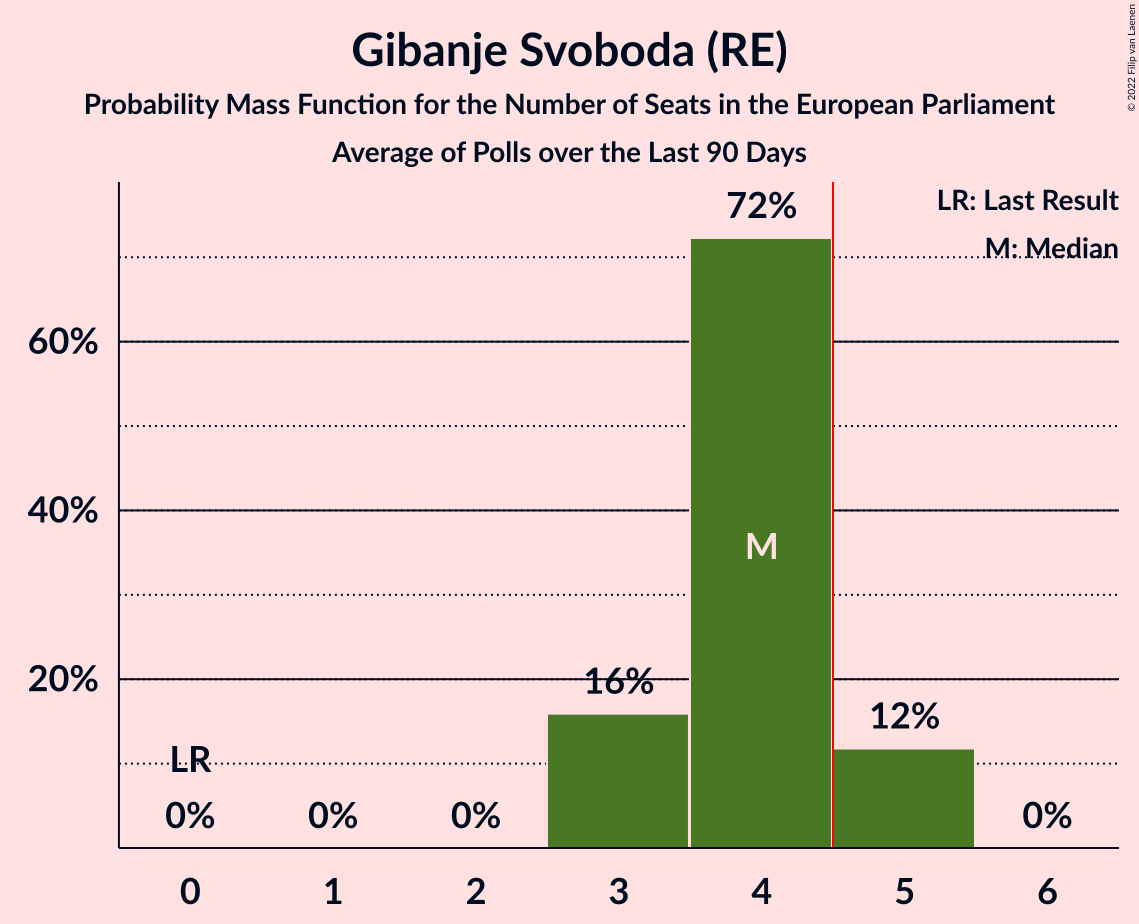 Gibanje Svoboda (RE)
Probability Mass Function for the Number of Seats in the European Parliament
Average of Polls over the Last 90 Days
© 2022 Filip van Laenen
LR: Last Result
M: Median
72%
60%
40%
M
20%
16%
12%
LR
0%
0%
0%
0%
0
1
2
3
4
5
6